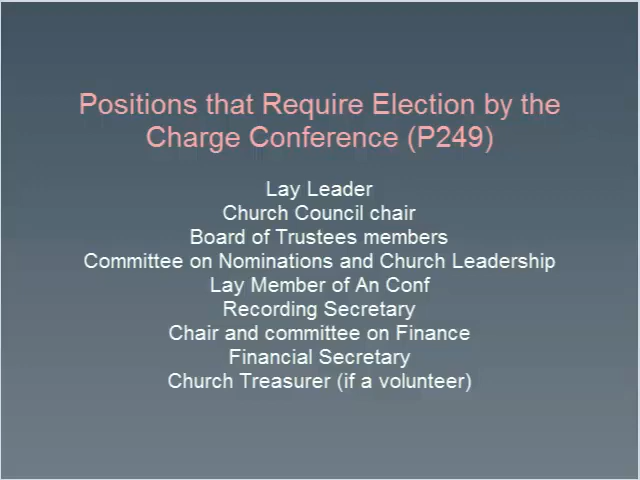 Positions that Require Election by the
Charge Conference (P249)
Lay Leader
Church Council chair
Board of Trustees members
Committee on Nominations and Church Leadership
Lay Member of An Conf
Recording Secretary
Chair and committee on Finance
Financial Secretary
Church Treasurer (if a volunteer)